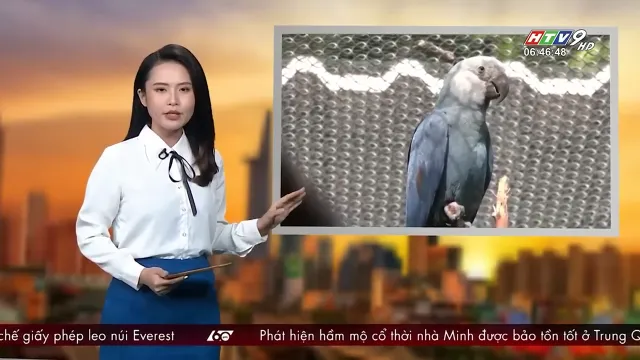 HTV9 HD
06:46:48
chế giấy phép leo núi Everest 60 Phát hiện hầm mộ cổ thời nhà Minh được bảo tồn tốt ở Trung Q